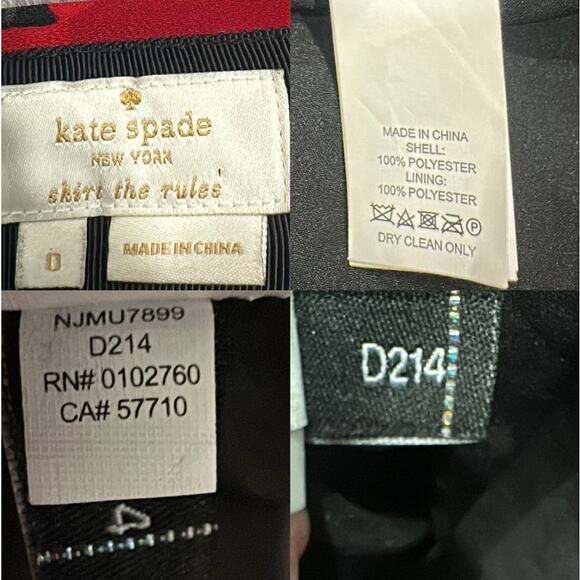 kate spade
NEW YORK
skirt the rules
0
MADE IN CHINA
MADE IN CHINA
SHELL:
100% POLYESTER
LINING:
100% POLYESTER
P
DRY CLEAN ONLY
NJMU7899
D214
RN# 0102760
CA# 57710
4
D214